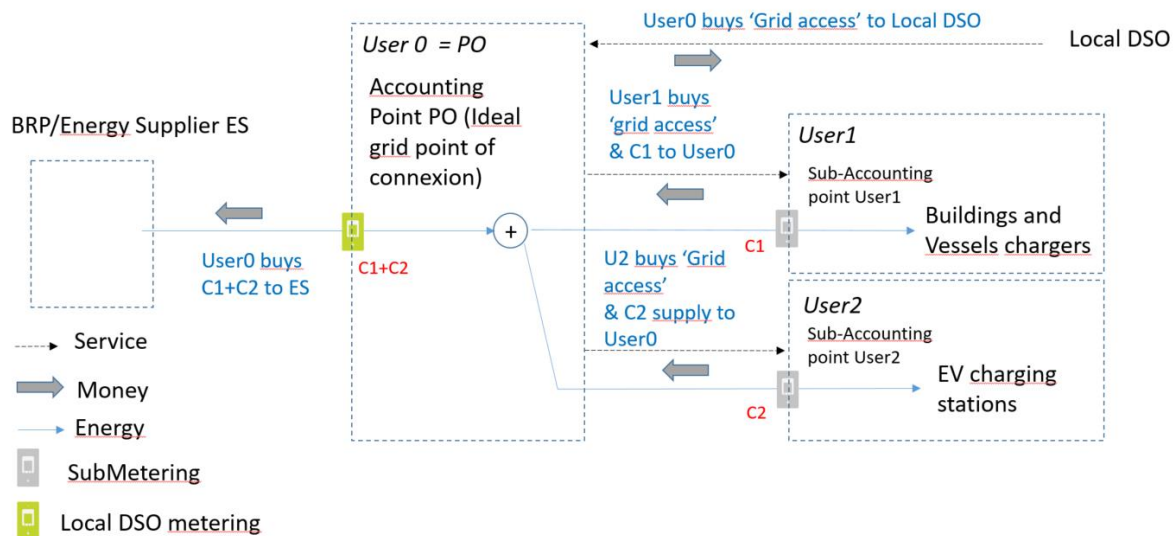 User0 buys ‘Grid access’ to Local DSO
Local DSO
User 0 = PO
Accounting
Point PO (Ideal
grid point of
connexion)
BRP/Energy Supplier ES
User1 buys
‘grid access’
& C1 to User0
User1
Sub-Accounting
point User1
Buildings and
Vessels chargers
C1
+
C1+C2
User0 buys
C1+C2 to ES
U2 buys ‘Grid
access’
& C2 supply to
User0
User2
Sub-Accounting
point User2
EV charging
stations
C2
Service
Money
Energy
SubMetering
Local DSO metering